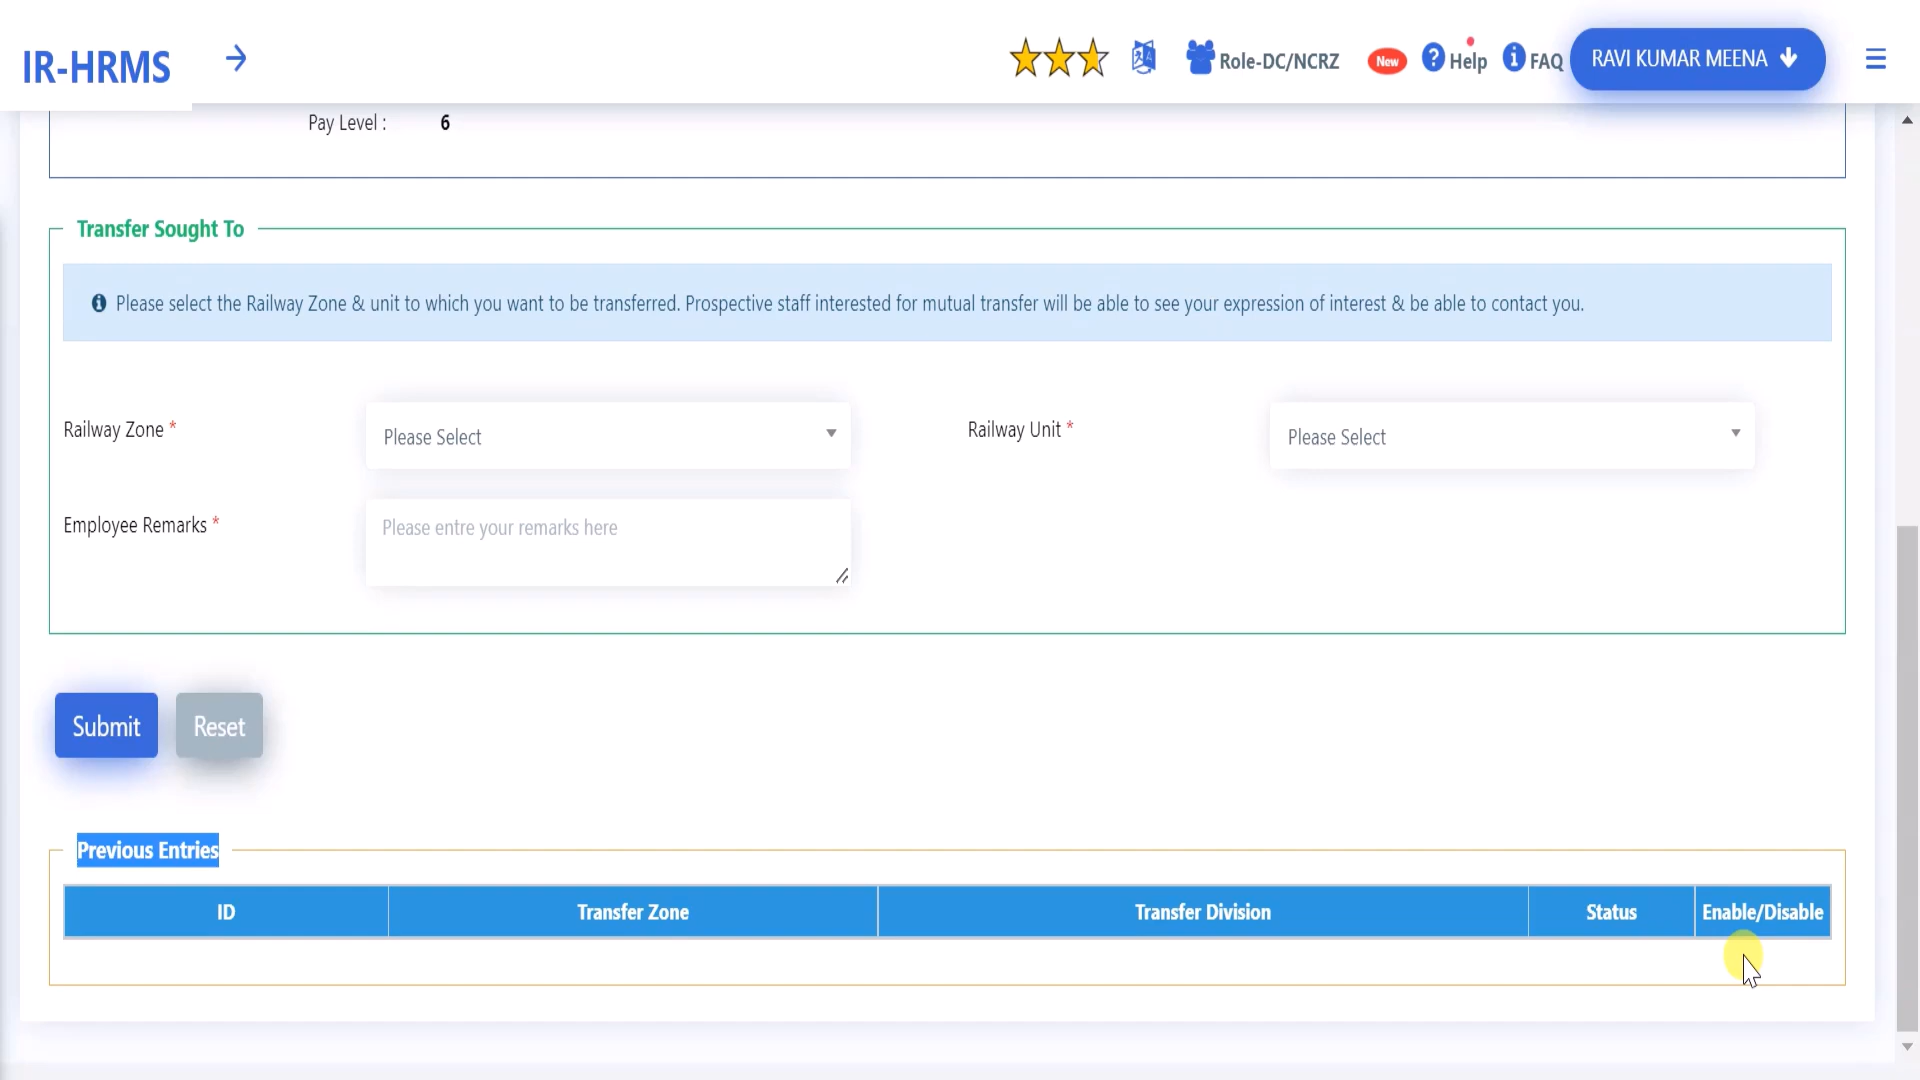 IR-HRMS
Role-DC/NCRZ
New
Help
FAQ
RAVI KUMAR MEENA
Pay Level : 6
Transfer Sought To
Please select the Railway Zone & unit to which you want to be transferred. Prospective staff interested for mutual transfer will be able to see your expression of interest & be able to contact you.
Railway Zone * Please Select
Railway Unit * Please Select
Employee Remarks * Please entre your remarks here
Submit Reset
Previous Entries
ID Transfer Zone Transfer Division Status Enable/Disable